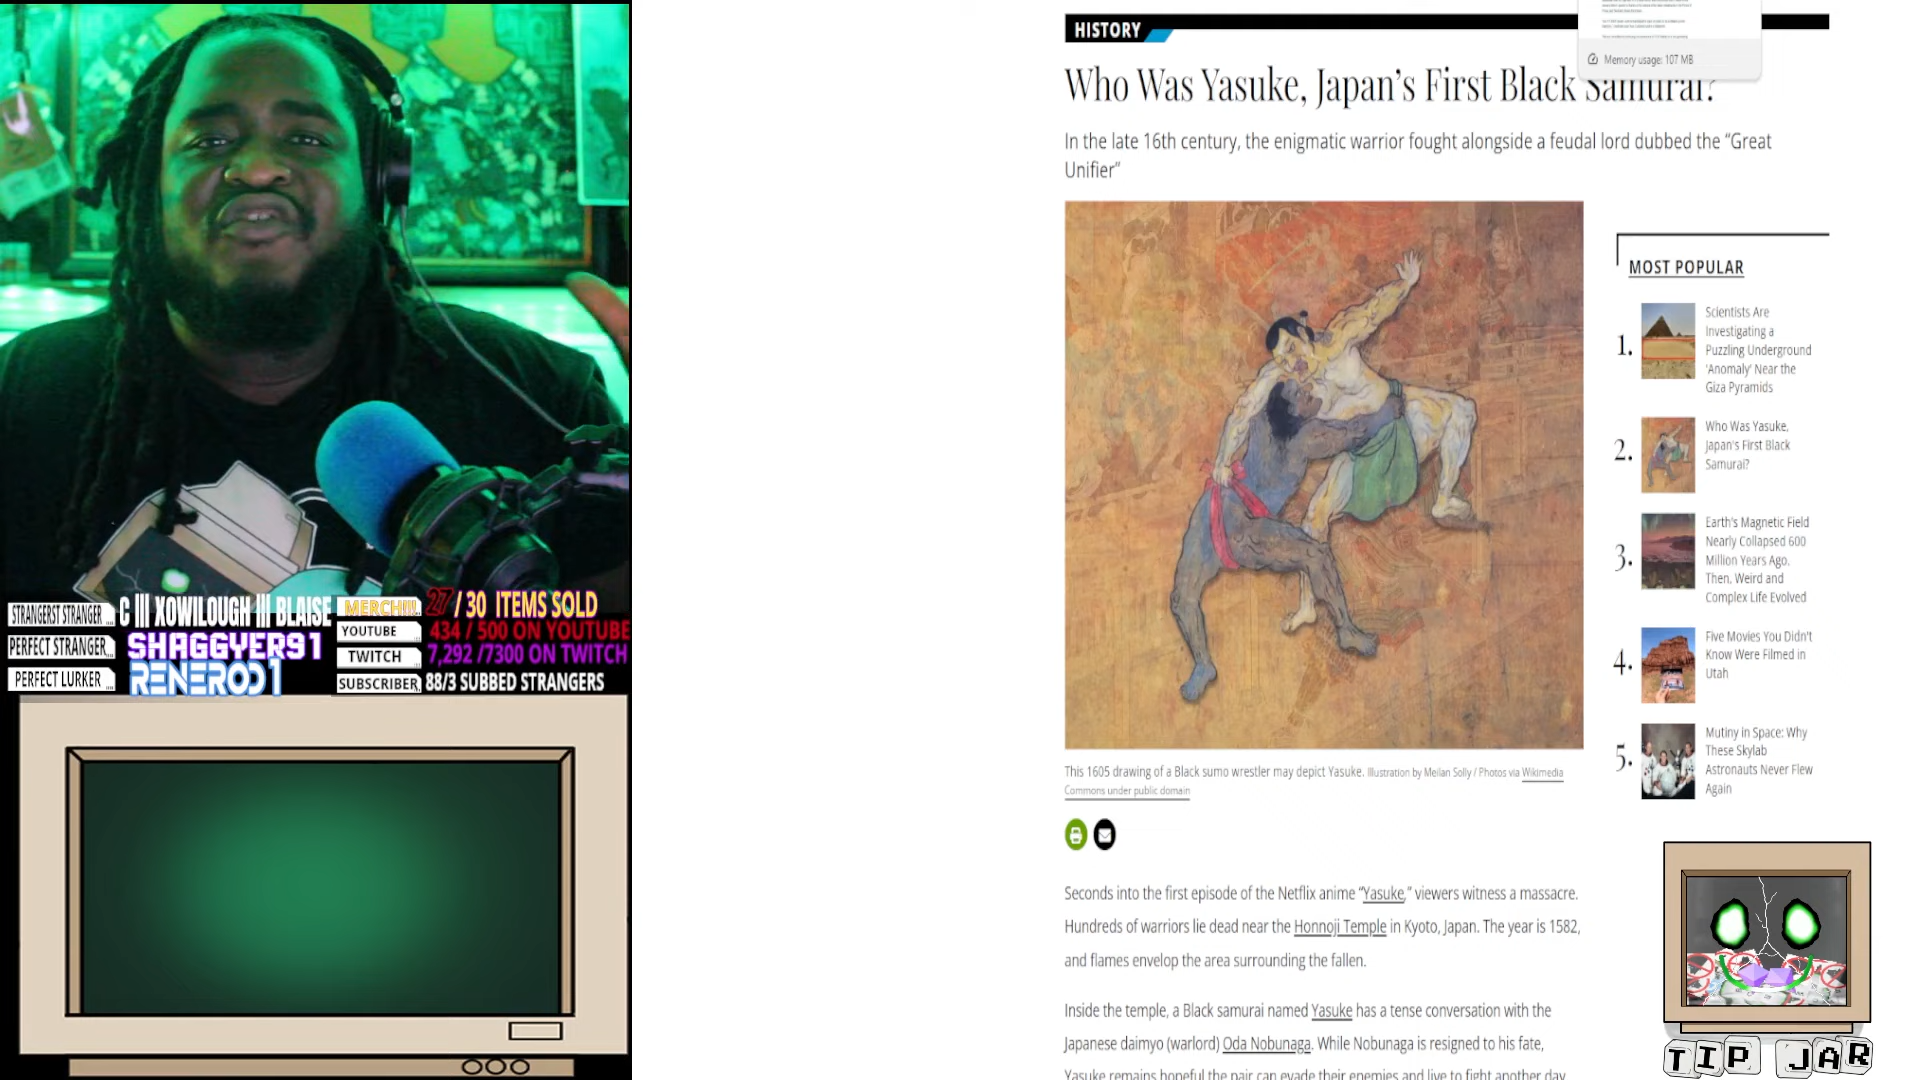 STRANGERST STRANGER
C ||| XOWILOUGH ||| BLAISE
PERFECT STRANGER
SHAGGYER91
PERFECT LURKER
RENEROD1
MERCH!!!
27/30 ITEMS SOLD
YOUTUBE
434 / 500 ON YOUTUBE
TWITCH
7,292 /7300 ON TWITCH
SUBSCRIBER
88/3 SUBBED STRANGERS
HISTORY
Memory usage: 107 MB
Who Was Yasuke, Japan's First Black Samurai?
In the late 16th century, the enigmatic warrior fought alongside a feudal lord dubbed the “Great
Unifier”
This 1605 drawing of a Black sumo wrestler may depict Yasuke. Illustration by Meilan Solly / Photos via Wikimedia
Commons under public domain
Seconds into the first episode of the Netflix anime “Yasuke,” viewers witness a massacre.
Hundreds of warriors lie dead near the Honnoji Temple in Kyoto, Japan. The year is 1582,
and flames envelop the area surrounding the fallen.
Inside the temple, a Black samurai named Yasuke has a tense conversation with the
Japanese daimyo (warlord) Oda Nobunaga. While Nobunaga is resigned to his fate,
Yasuke remains hopeful the pair can evade their enemies and live to fight another day
MOST POPULAR
1.
Scientists Are
Investigating a
Puzzling Underground
'Anomaly' Near the
Giza Pyramids
2.
Who Was Yasuke,
Japan's First Black
Samurai?
3.
Earth's Magnetic Field
Nearly Collapsed 600
Million Years Ago.
Then, Weird and
Complex Life Evolved
4.
Five Movies You Didn't
Know Were Filmed in
Utah
5.
Mutiny in Space: Why
These Skylab
Astronauts Never Flew
Again
TIP JAR